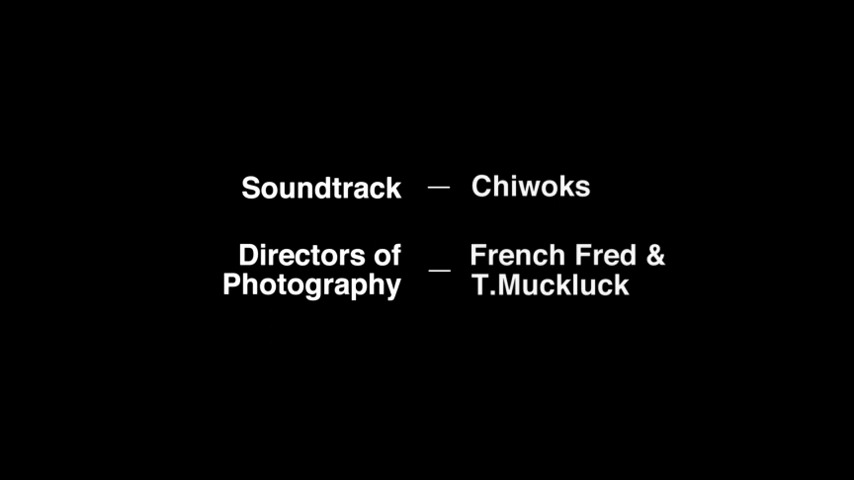 Soundtrack — Chiwoks
Directors of Photography — French Fred & T.Muckluck